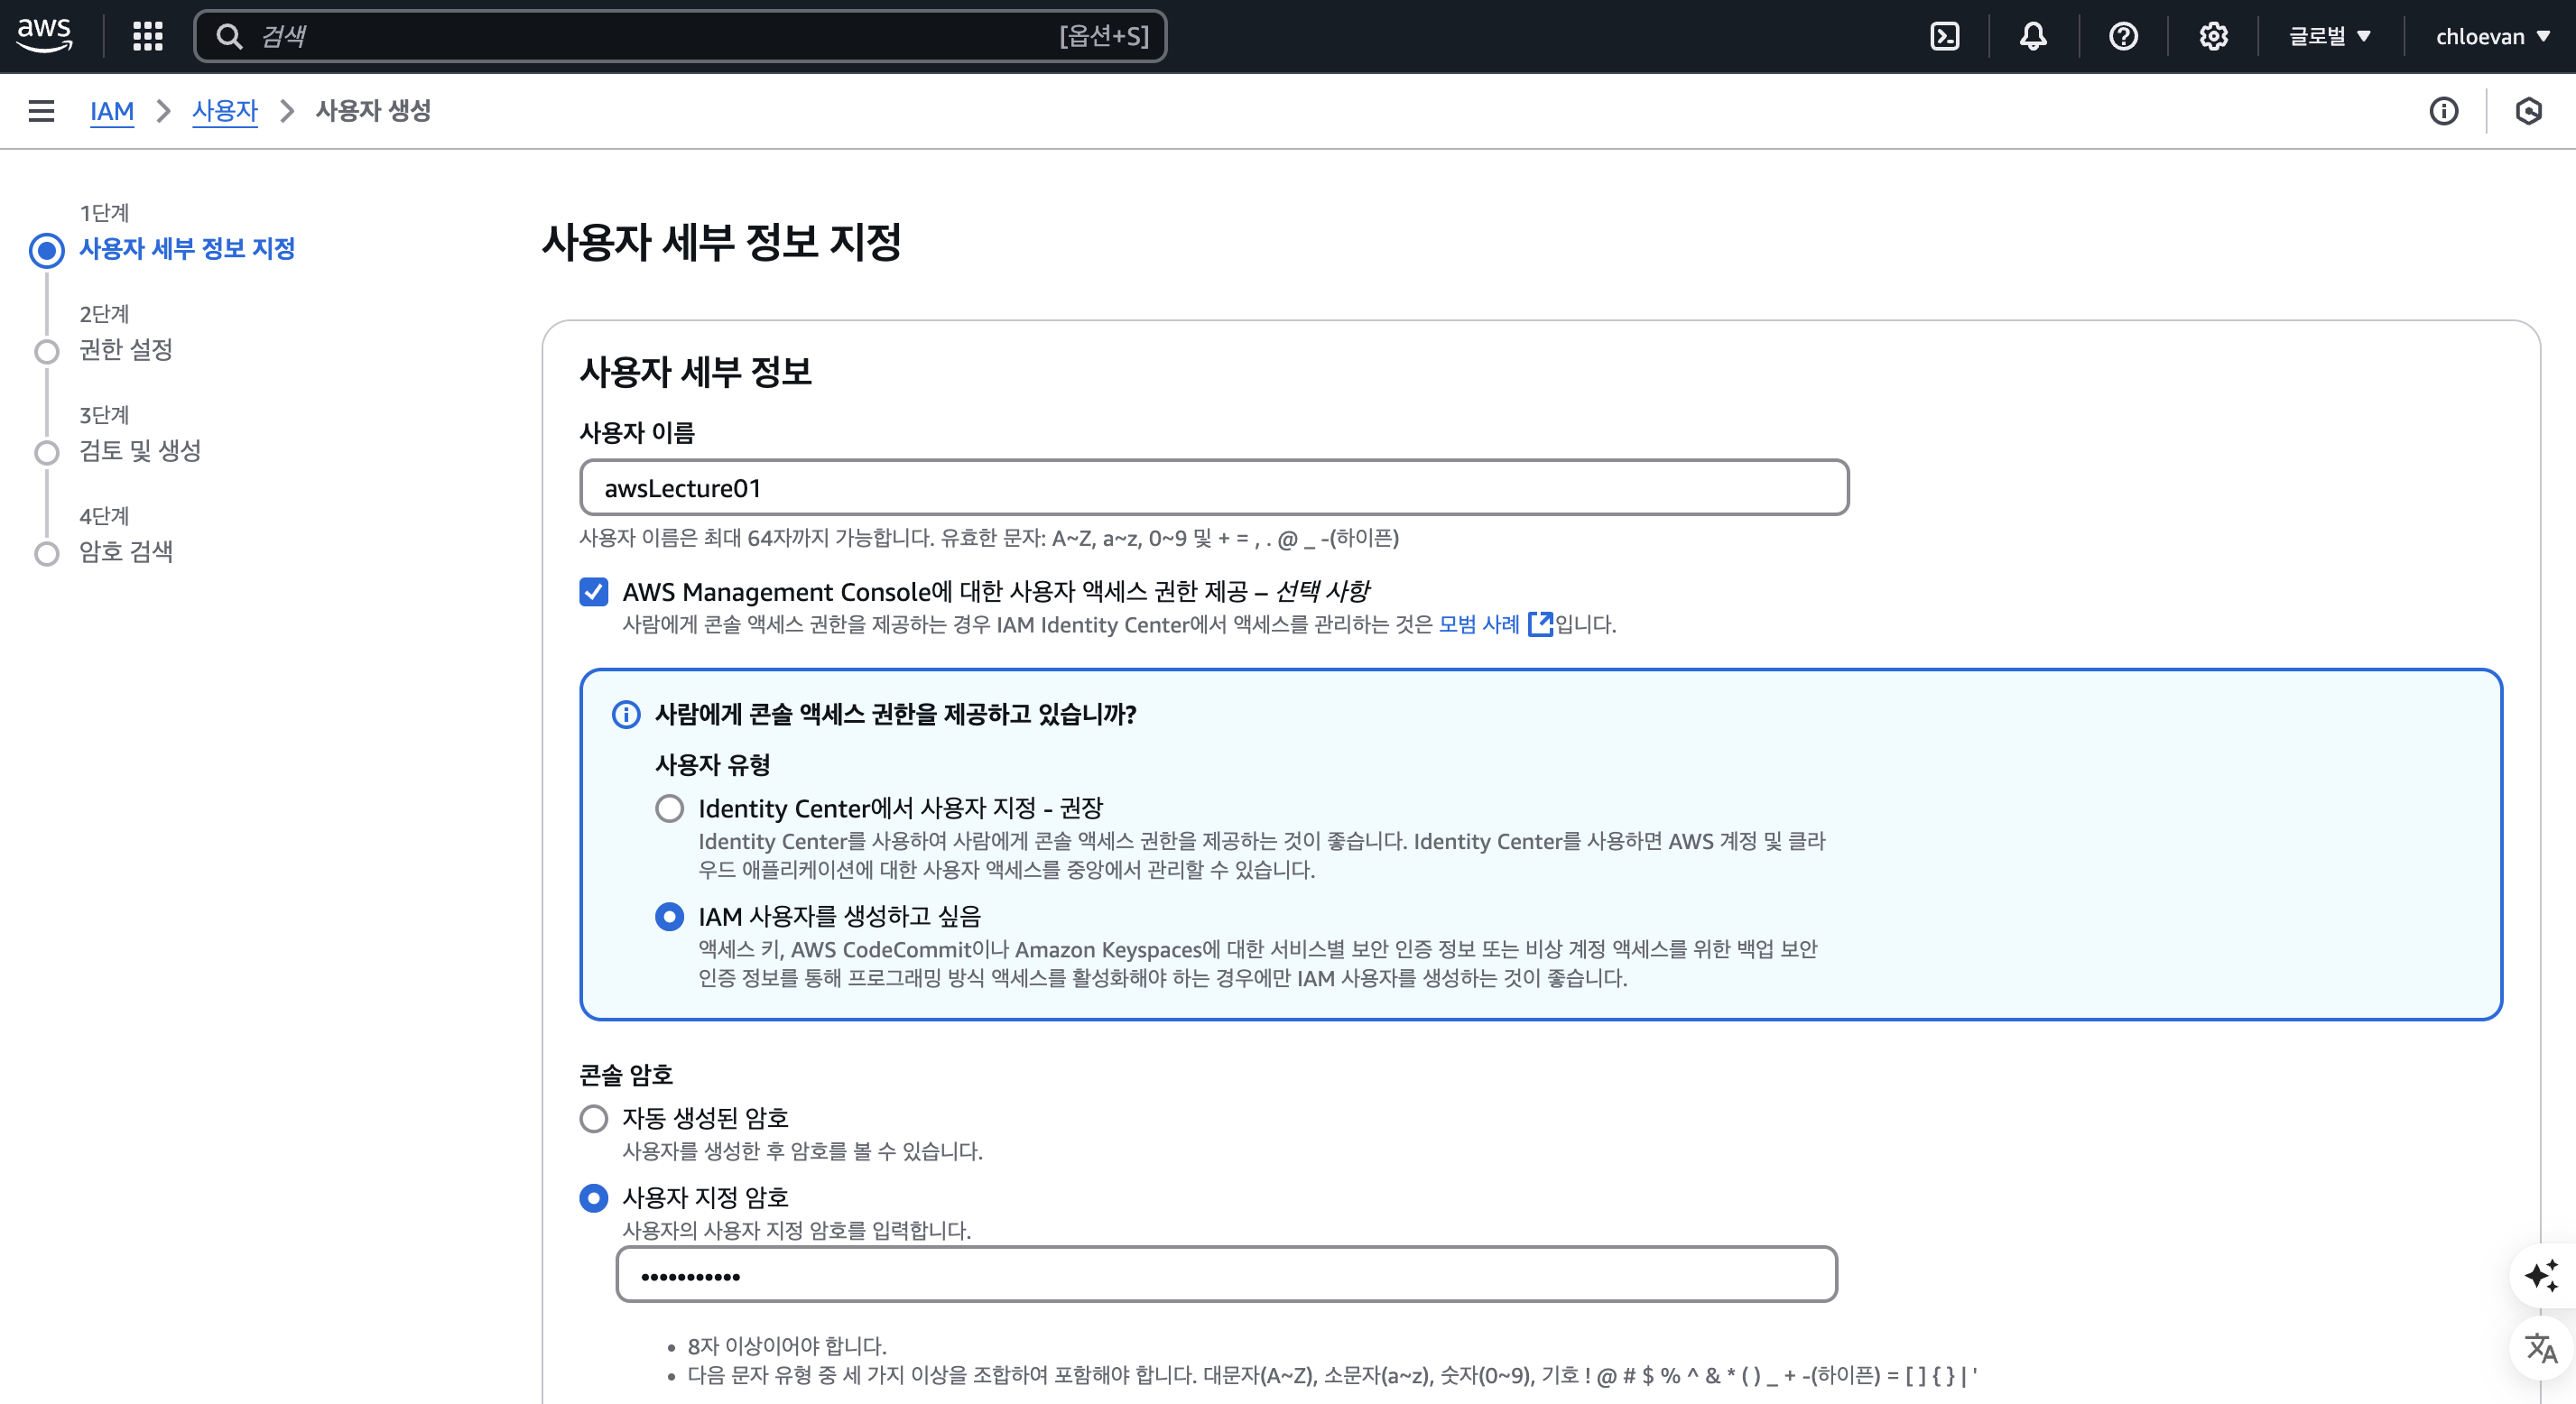 aws
검색
[옵션+S]
글로벌
chloevan
IAM
사용자
사용자 생성
1단계
사용자 세부 정보 지정
2단계
권한 설정
3단계
검토 및 생성
4단계
암호 검색
사용자 세부 정보 지정
사용자 세부 정보
사용자 이름
awsLecture01
사용자 이름은 최대 64자까지 가능합니다. 유효한 문자: A~Z, a~z, 0~9 및 + = , . @ _ -(하이픈)
AWS Management Console에 대한 사용자 액세스 권한 제공 – 선택 사항
사람에게 콘솔 액세스 권한을 제공하는 경우 IAM Identity Center에서 액세스를 관리하는 것은 모범 사례 입니다.
사람에게 콘솔 액세스 권한을 제공하고 있습니까?
사용자 유형
Identity Center에서 사용자 지정 - 권장
Identity Center를 사용하여 사람에게 콘솔 액세스 권한을 제공하는 것이 좋습니다. Identity Center를 사용하면 AWS 계정 및 클라
우드 애플리케이션에 대한 사용자 액세스를 중앙에서 관리할 수 있습니다.
IAM 사용자를 생성하고 싶음
액세스 키, AWS CodeCommit이나 Amazon Keyspaces에 대한 서비스별 보안 인증 정보 또는 비상 계정 액세스를 위한 백업 보안
인증 정보를 통해 프로그래밍 방식 액세스를 활성화해야 하는 경우에만 IAM 사용자를 생성하는 것이 좋습니다.
콘솔 암호
자동 생성된 암호
사용자를 생성한 후 암호를 볼 수 있습니다.
사용자 지정 암호
사용자의 사용자 지정 암호를 입력합니다.
•••••••••••
• 8자 이상이어야 합니다.
• 다음 문자 유형 중 세 가지 이상을 조합하여 포함해야 합니다. 대문자(A~Z), 소문자(a~z), 숫자(0~9), 기호 ! @ # $ % ^ & * ( ) _ + -(하이픈) = [ ] { } | '